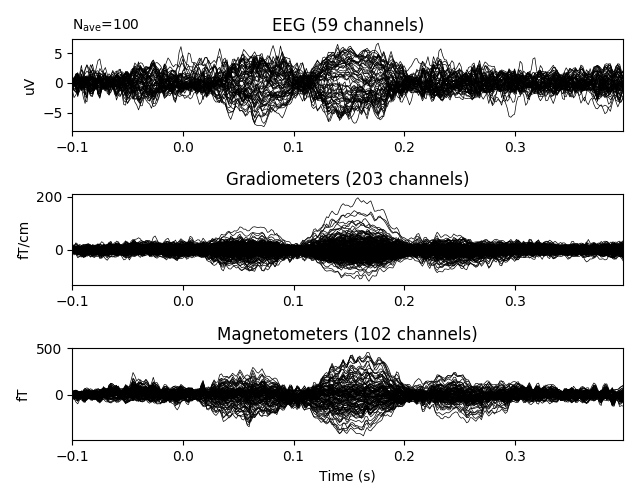 Nave=100
EEG (59 channels)
5
0
−5
uV
−0.1 0.0 0.1 0.2 0.3
Gradiometers (203 channels)
200
0
fT/cm
−0.1 0.0 0.1 0.2 0.3
Magnetometers (102 channels)
500
0
fT
−0.1 0.0 0.1 0.2 0.3
Time (s)